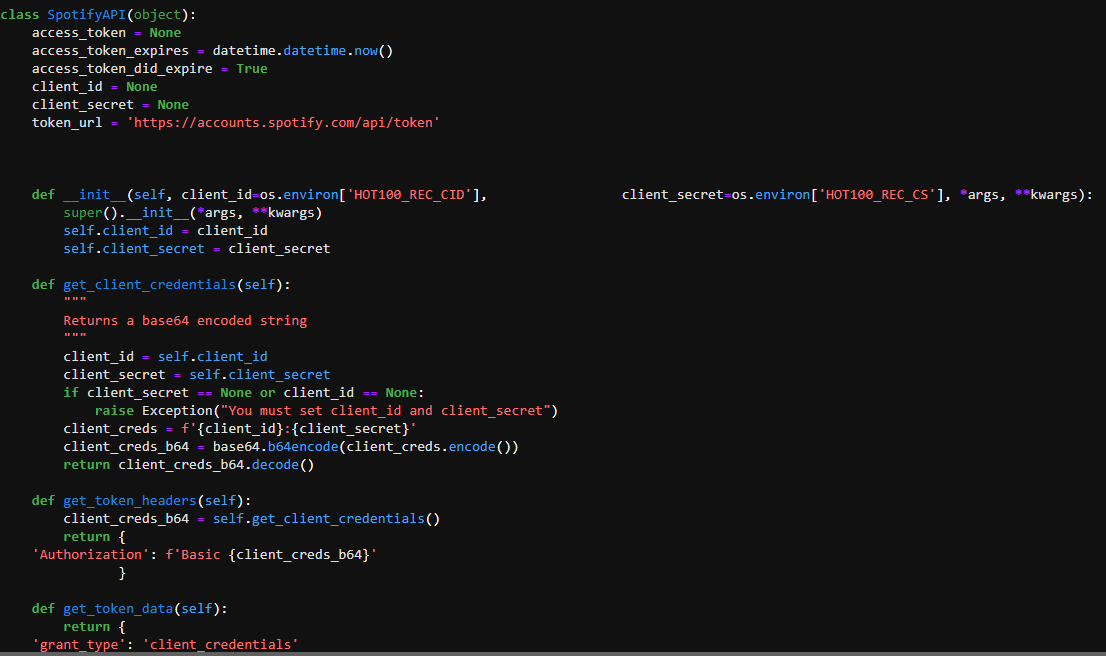 class SpotifyAPI(object):
    access_token = None
    access_token_expires = datetime.datetime.now()
    access_token_did_expire = True
    client_id = None
    client_secret = None
    token_url = 'https://accounts.spotify.com/api/token'
    def __init__(self, client_id=os.environ['HOT100_REC_CID'],                 client_secret=os.environ['HOT100_REC_CS'], *args, **kwargs):
        super().__init__(*args, **kwargs)
        self.client_id = client_id
        self.client_secret = client_secret
    def get_client_credentials(self):
        """
        Returns a base64 encoded string
        """
        client_id = self.client_id
        client_secret = self.client_secret
        if client_secret == None or client_id == None:
            raise Exception("You must set client_id and client_secret")
        client_creds = f'{client_id}:{client_secret}'
        client_creds_b64 = base64.b64encode(client_creds.encode())
        return client_creds_b64.decode()
    def get_token_headers(self):
        client_creds_b64 = self.get_client_credentials()
        return {
    'Authorization': f'Basic {client_creds_b64}'
               }
    def get_token_data(self):
        return {
    'grant_type': 'client_credentials'